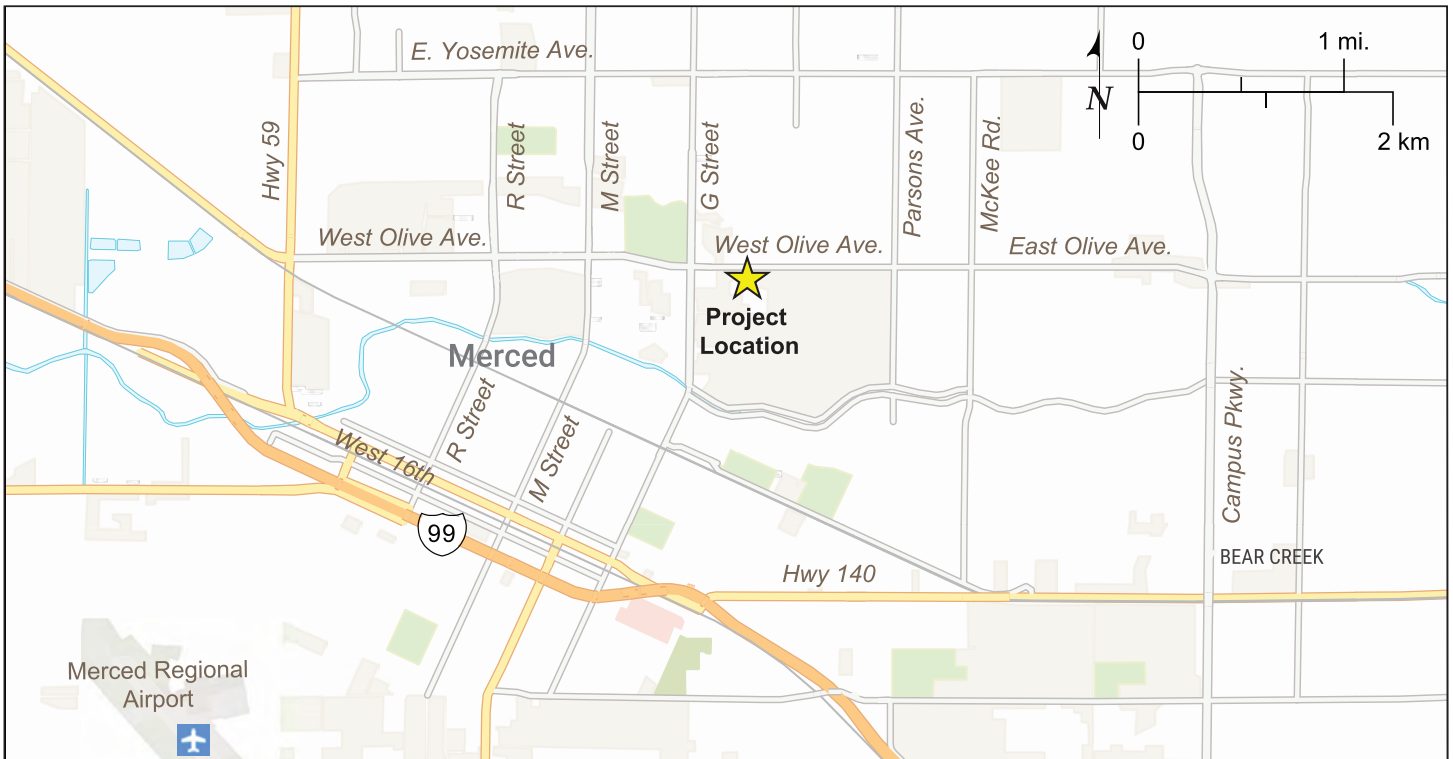 E. Yosemite Ave.
0
1 mi.
N
0
2 km
Hwy 59
R Street
M Street
G Street
Parsons Ave.
McKee Rd.
West Olive Ave.
West Olive Ave.
East Olive Ave.
Project
Location
Merced
R Street
M Street
West 16th
Campus Pkwy.
99
BEAR CREEK
Hwy 140
Merced Regional
Airport